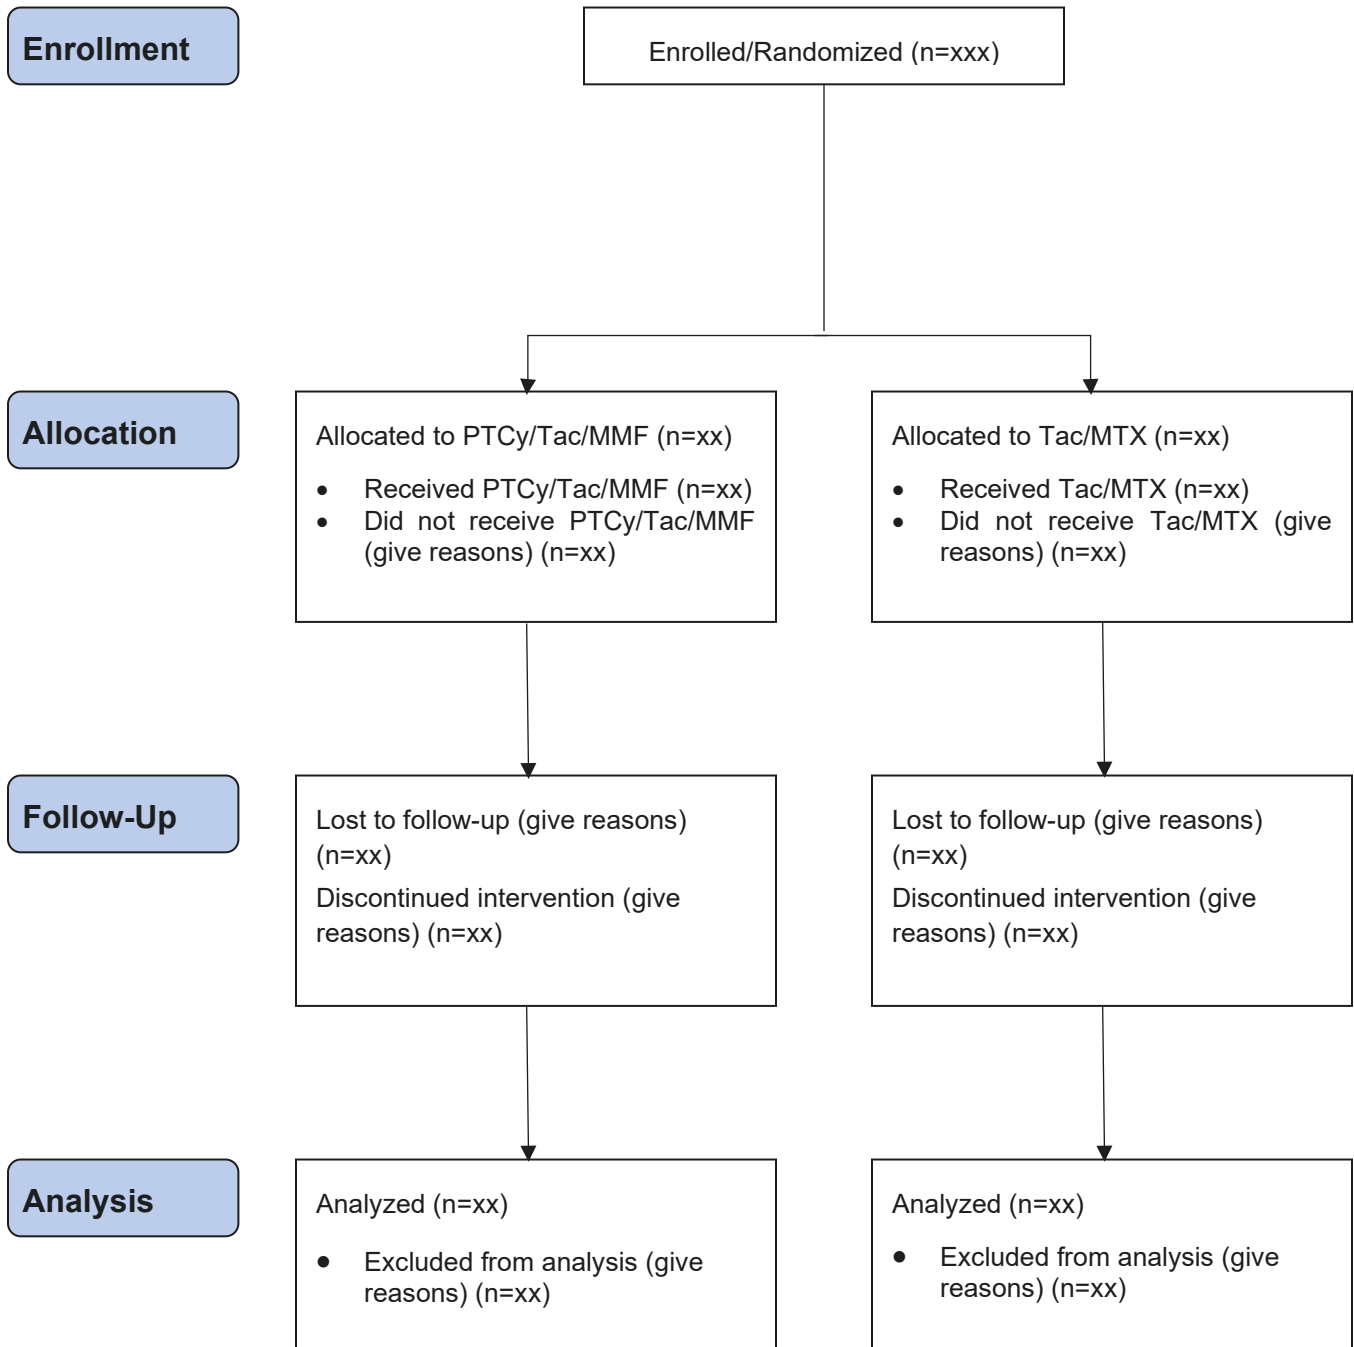 Enrollment
Enrolled/Randomized (n=xxx)
Allocation
Allocated to PTCy/Tac/MMF (n=xx)
• Received PTCy/Tac/MMF (n=xx)
• Did not receive PTCy/Tac/MMF
(give reasons) (n=xx)
Allocated to Tac/MTX (n=xx)
• Received Tac/MTX (n=xx)
• Did not receive Tac/MTX (give
reasons) (n=xx)
Follow-Up
Lost to follow-up (give reasons)
(n=xx)
Discontinued intervention (give
reasons) (n=xx)
Lost to follow-up (give reasons)
(n=xx)
Discontinued intervention (give
reasons) (n=xx)
Analysis
Analyzed (n=xx)
• Excluded from analysis (give
reasons) (n=xx)
Analyzed (n=xx)
• Excluded from analysis (give
reasons) (n=xx)